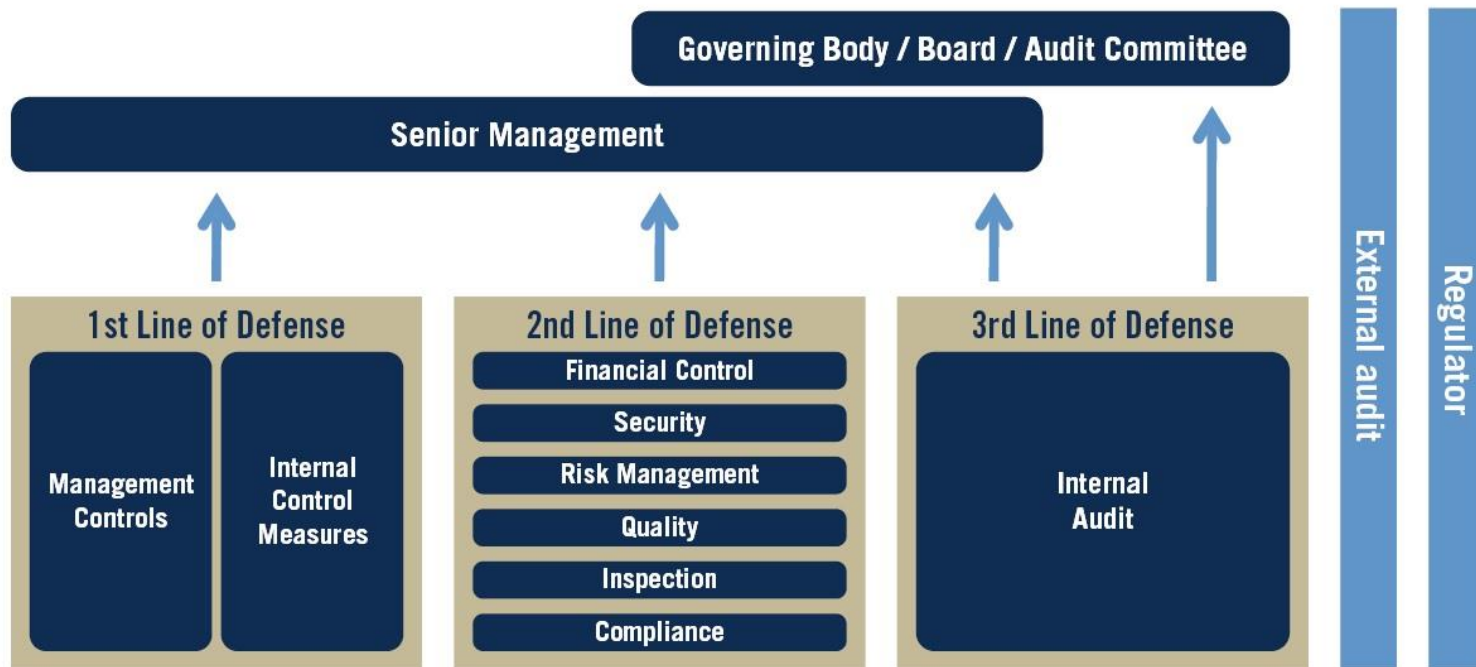 Governing Body / Board / Audit Committee
Senior Management
1st Line of Defense
Management
Controls
Internal
Control
Measures
2nd Line of Defense
Financial Control
Security
Risk Management
Quality
Inspection
Compliance
3rd Line of Defense
Internal
Audit
External audit
Regulator